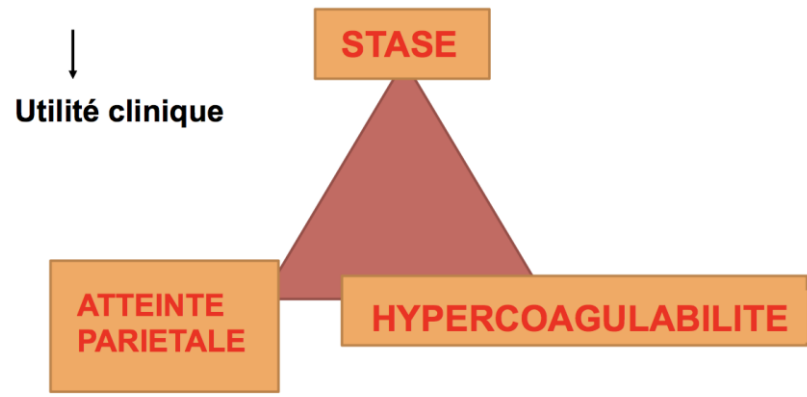 STASE
Utilité clinique
ATTEINTE
PARIETALE
HYPERCOAGULABILITE